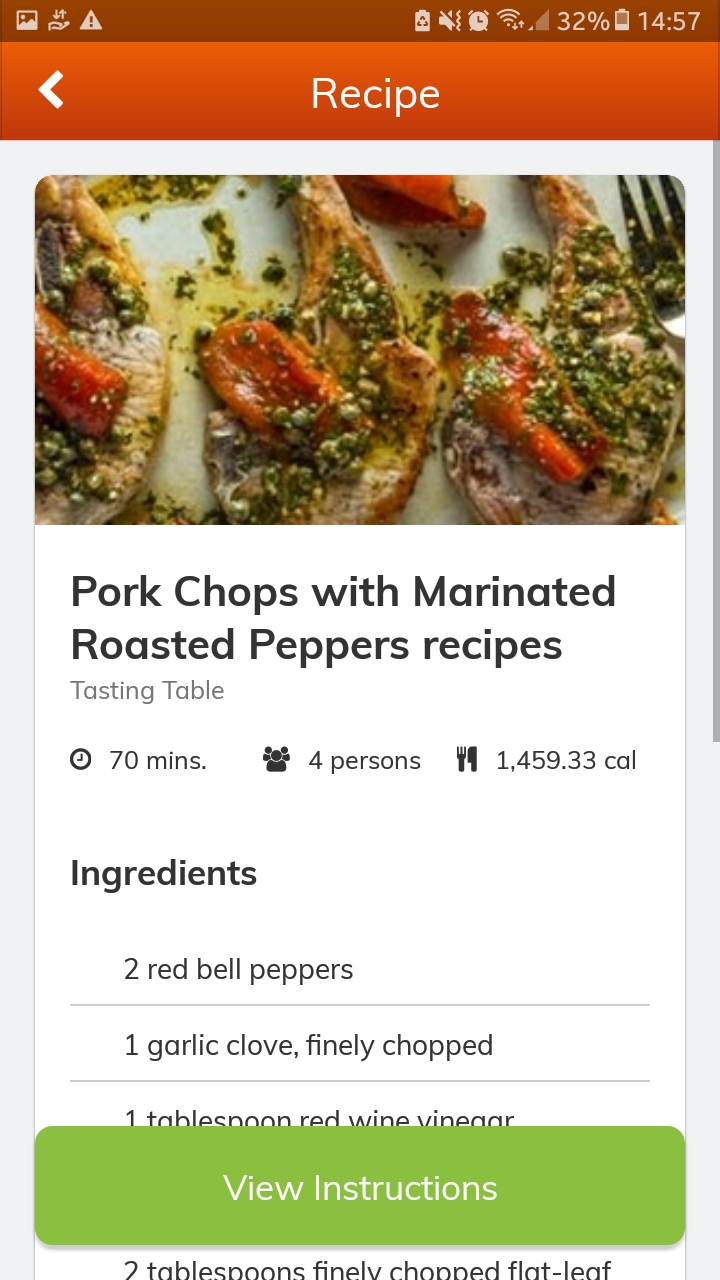 32% 14:57
Recipe
Pork Chops with Marinated
Roasted Peppers recipes
Tasting Table
70 mins. 4 persons 1,459.33 cal
Ingredients
2 red bell peppers
1 garlic clove, finely chopped
1 tablespoon red wine vinegar
View Instructions
2 tablespoons finely chopped flat-leaf